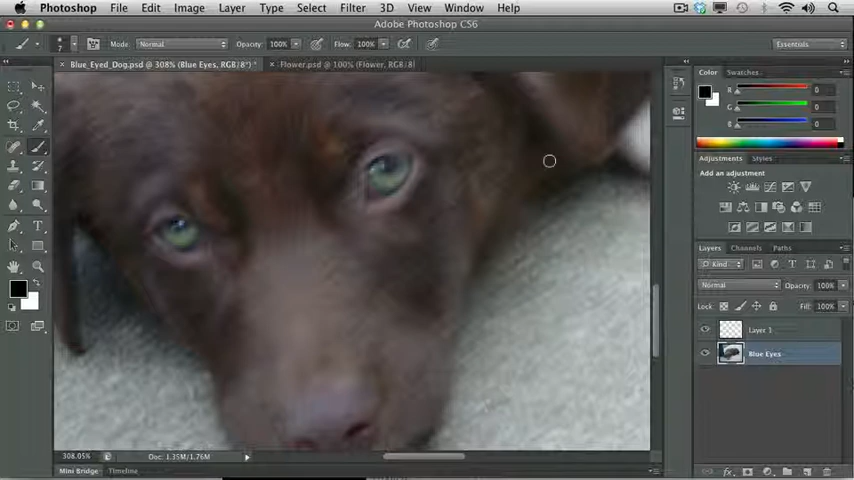 Photoshop File Edit Image Layer Type Select Filter 3D View Window Help
Adobe Photoshop CS6
7 Mode Normal Opacity: 100% Flow: 100% Essentials
× Blue_Eyed_Dog.psd @ 308% (Blue Eyes, RGB/8*) * × Flower.psd @ 100% (Flower, RGB/8)
Color Swatches
R 0
G 0
B 0
Adjustments Styles
Add an adjustment
Layers Channels Paths
Kind
Normal Opacity: 100%
Lock: Fill: 100%
Layer 1
Blue Eyes
308.05% Doc: 1.35M/1.76M
Mini Bridge Timeline
fx